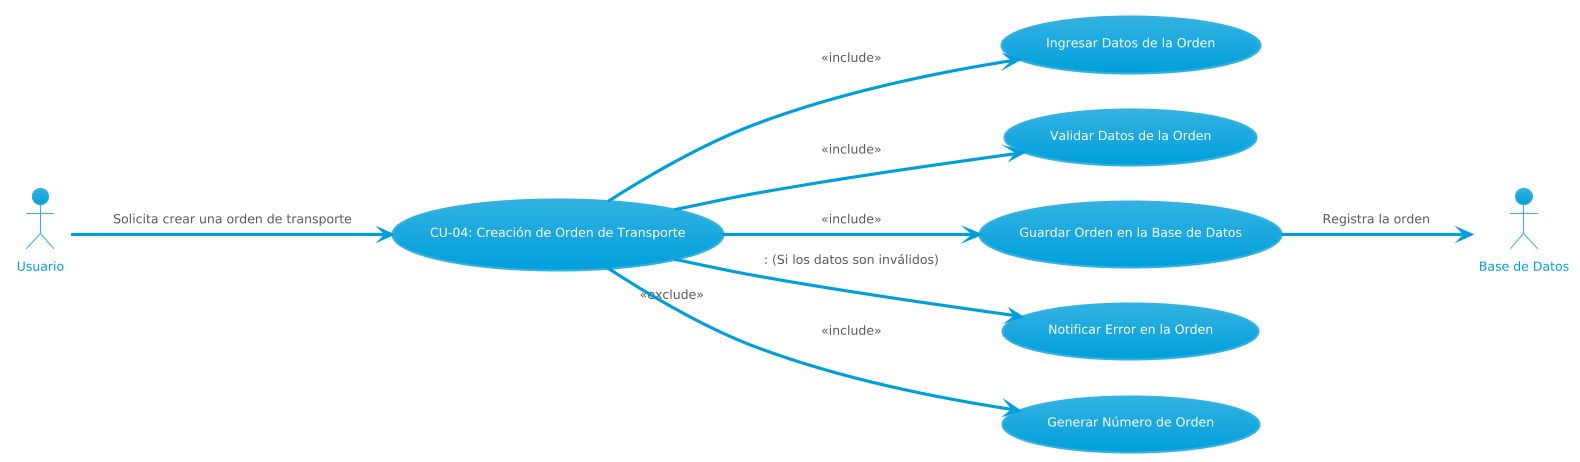 Ingresar Datos de la Orden
«include»
Validar Datos de la Orden
«include»
Solicita crear una orden de transporte
«include»
Registra la orden
CU-04: Creación de Orden de Transporte
Guardar Orden en la Base de Datos
Usuario
Base de Datos
: (Si los datos son inválidos)
«exclude»
Notificar Error en la Orden
«include»
Generar Número de Orden